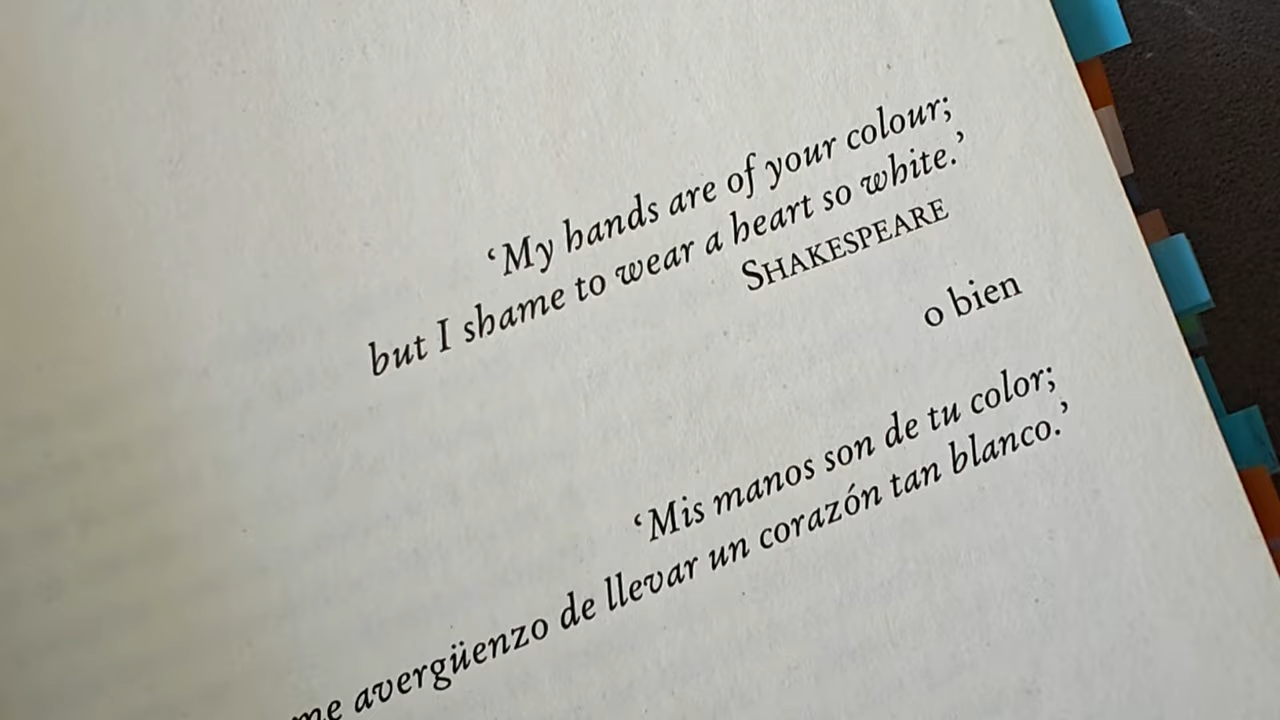 ‘My hands are of your colour;
but I shame to wear a heart so white.’
SHAKESPEARE
o bien
‘Mis manos son de tu color;
me avergüenzo de llevar un corazón tan blanco.’